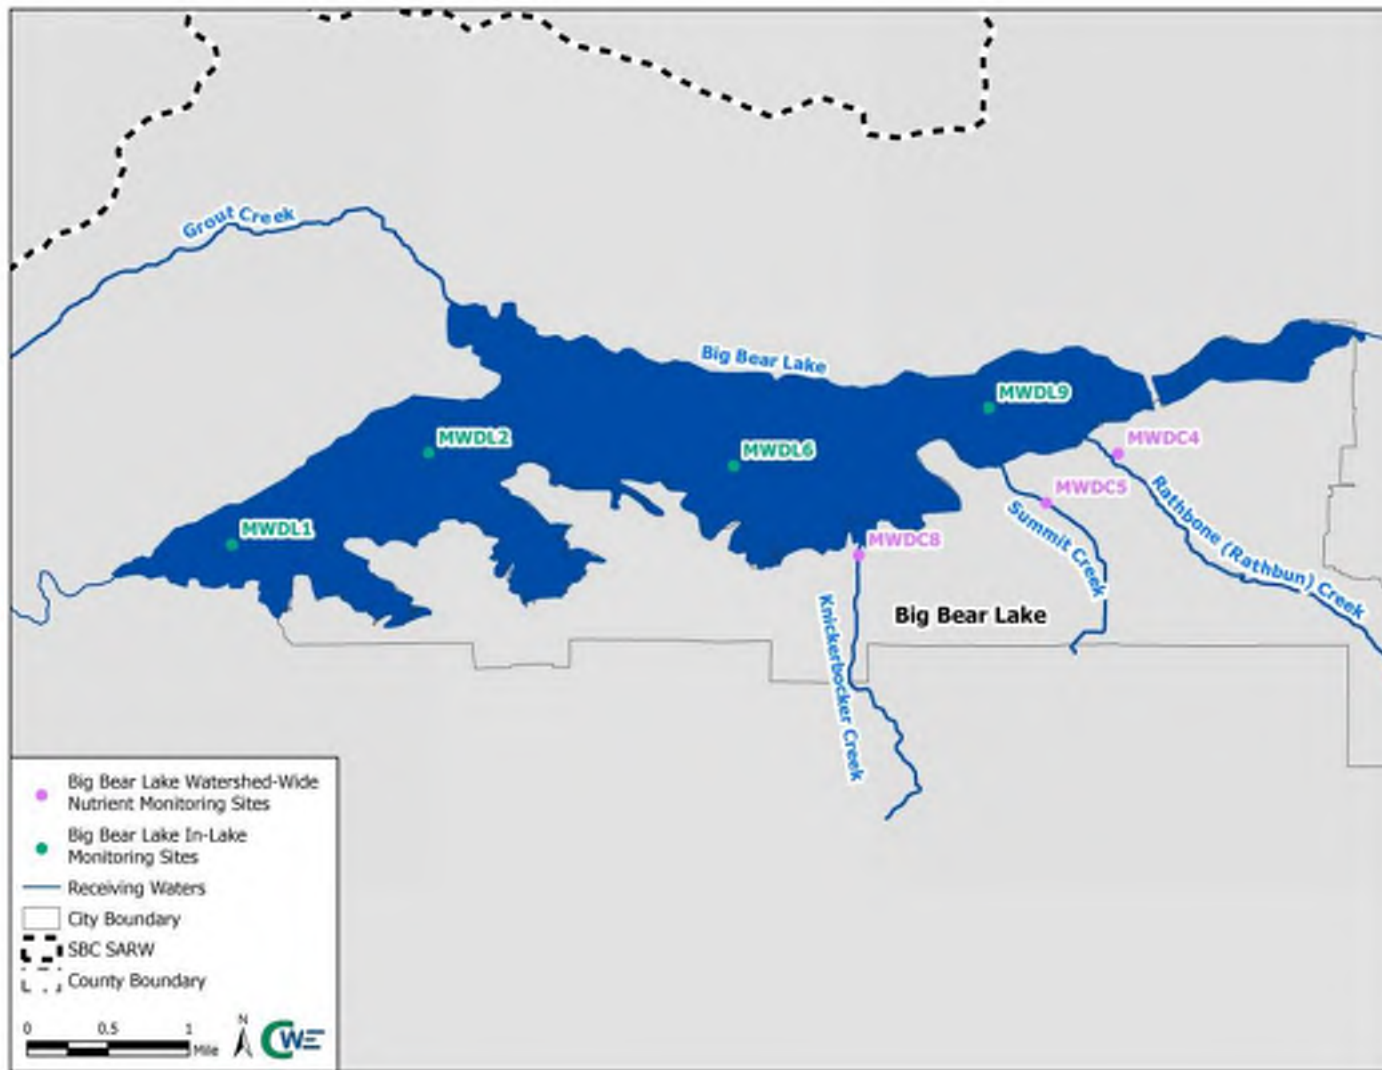 Grout Creek
Big Bear Lake
MWDL9
MWDL2
MWDC4
MWDL6
MWDC5
Rathbone (Rathbun) Creek
Summit Creek
MWDL1
MWDC8
Knickerbocker Creek
Big Bear Lake
Big Bear Lake Watershed-Wide
Nutrient Monitoring Sites
Big Bear Lake In-Lake
Monitoring Sites
Receiving Waters
City Boundary
SBC SARW
County Boundary
0 0.5 1
Mile
N
CWE